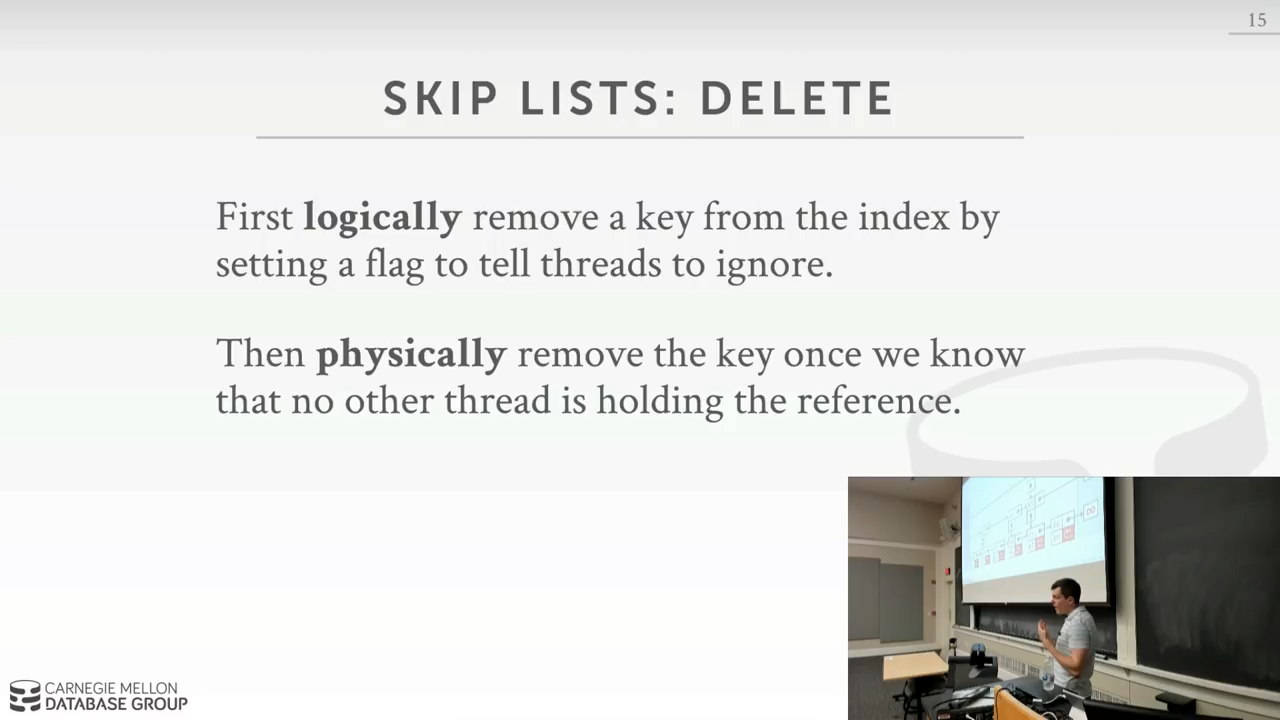 15
SKIP LISTS: DELETE
First logically remove a key from the index by
setting a flag to tell threads to ignore.
Then physically remove the key once we know
that no other thread is holding the reference.
CARNEGIE MELLON
DATABASE GROUP